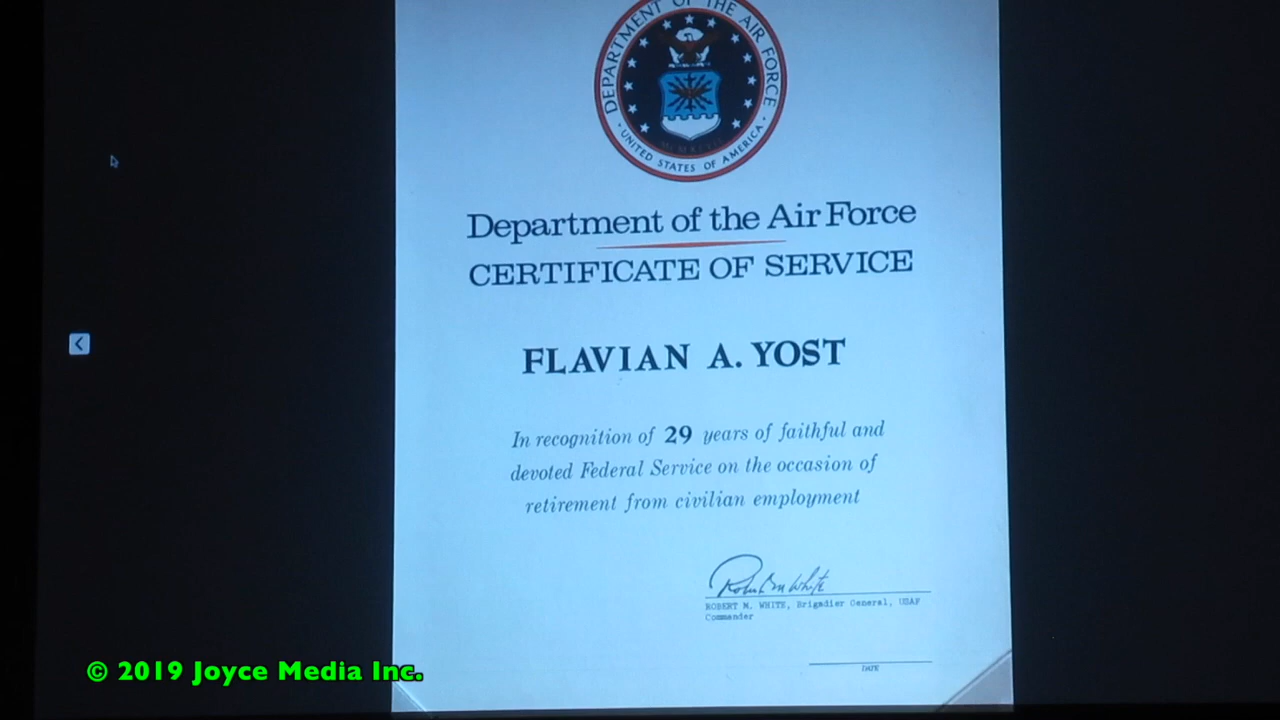 DEPARTMENT OF THE AIR FORCE
· UNITED STATES OF AMERICA ·
Department of the Air Force
CERTIFICATE OF SERVICE
FLAVIAN A. YOST
In recognition of 29 years of faithful and
devoted Federal Service on the occasion of
retirement from civilian employment
Robert M White
ROBERT M. WHITE, Brigadier General, USAF
Commander
DATE
© 2019 Joyce Media Inc.